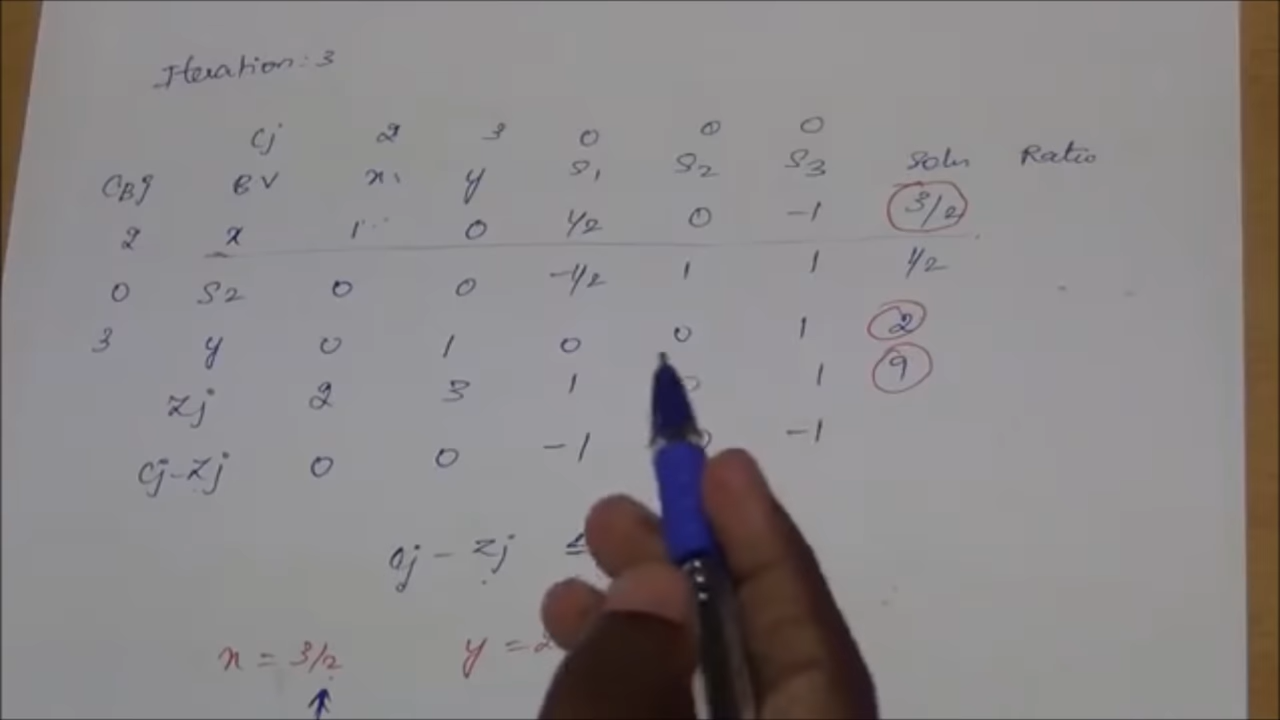 Iteration: 3
Cj 2 3 0 0 0
CBj BV x y S1 S2 S3 Soln Ratio
2 x 1 0 1/2 0 -1 3/2
0 S2 0 0 -1/2 1 1 1/2
3 y 0 1 0 0 1 2
Zj 2 3 1 0 1 9
Cj-Zj 0 0 -1 0 -1
Cj - Zj ≤
x = 3/2 y = 2